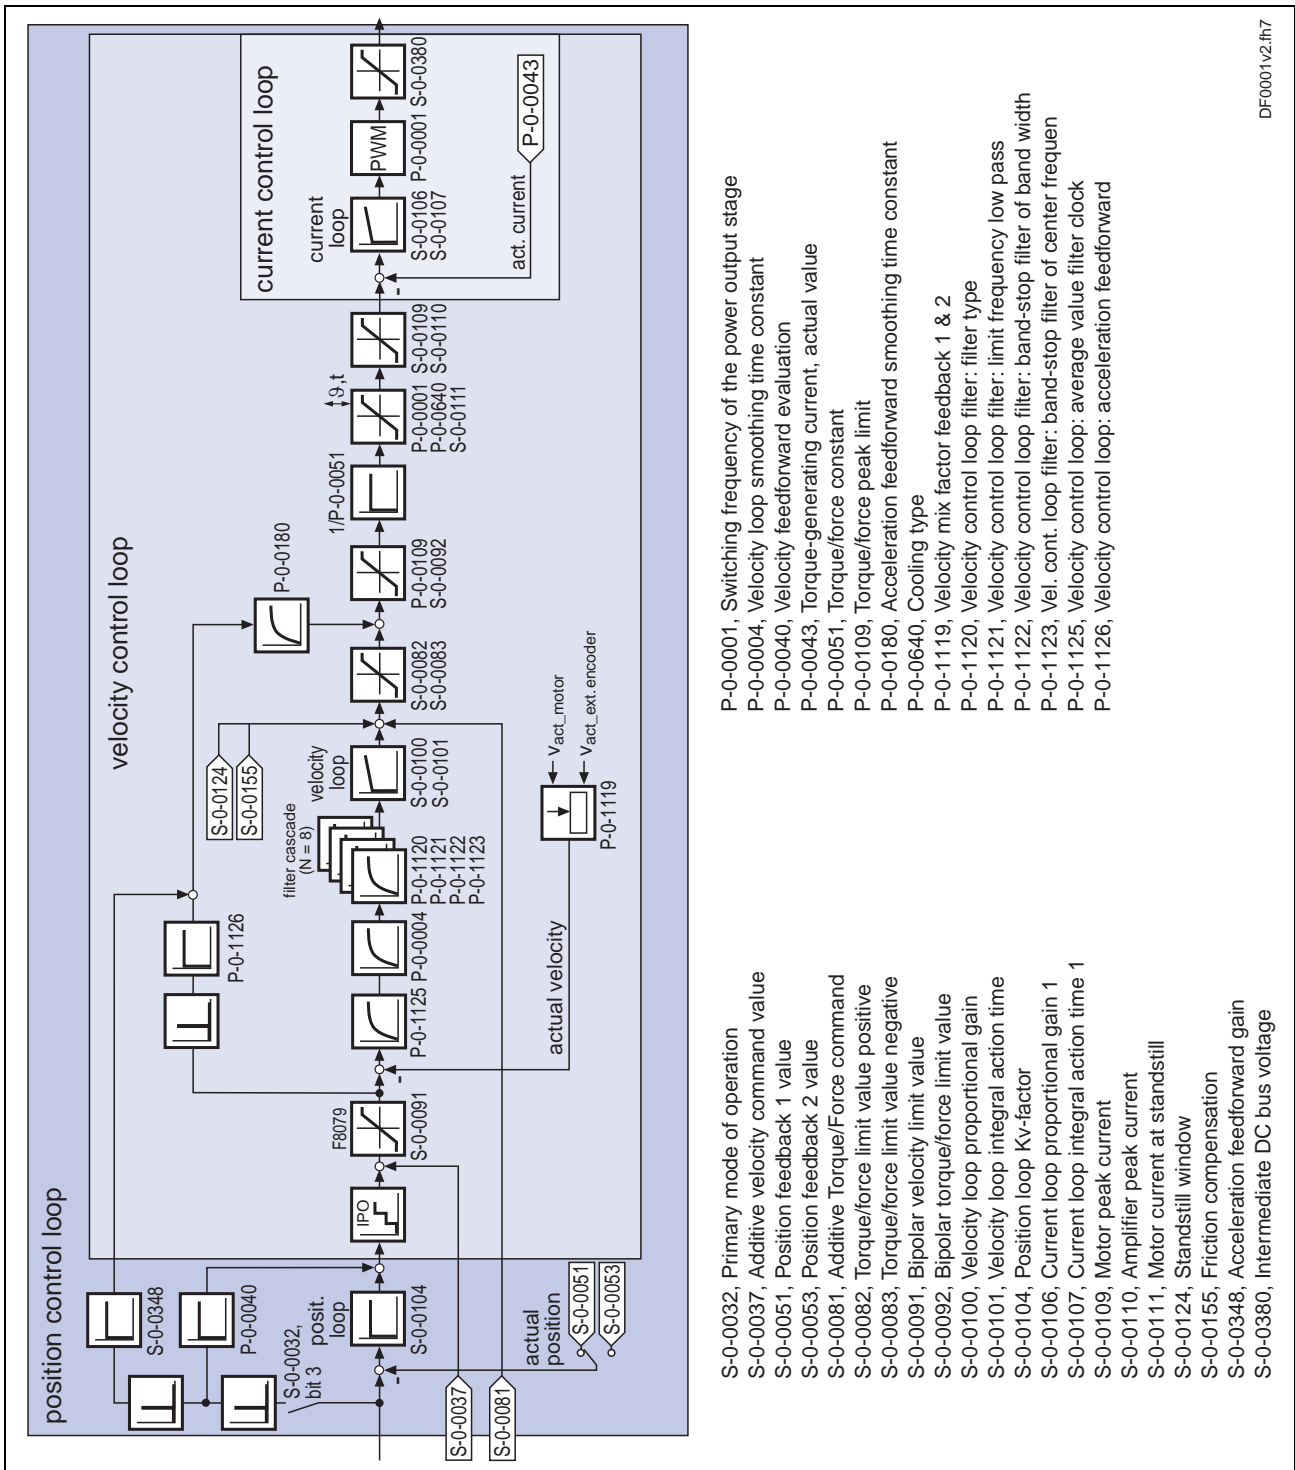 position control loop
velocity control loop
current control loop
S-0-0348
P-0-0040
S-0-0032,
bit 3
posit.
loop
S-0-0104
actual
position
S-0-0051
S-0-0053
S-0-0037
S-0-0081
IPO
F8079
S-0-0091
P-0-1126
P-0-1125
P-0-0004
actual velocity
filter cascade
(N = 8)
P-0-1120
P-0-1121
P-0-1122
P-0-1123
velocity
loop
S-0-0100
S-0-0101
S-0-0124
S-0-0155
vact_motor
vact_ext. encoder
P-0-1119
S-0-0082
S-0-0083
P-0-0180
P-0-0109
S-0-0092
1/P-0-0051
ϑ,t
P-0-0001
P-0-0640
S-0-0111
S-0-0109
S-0-0110
current
loop
S-0-0106
S-0-0107
act. current
P-0-0043
PWM
P-0-0001
S-0-0380
S-0-0032, Primary mode of operation
S-0-0037, Additive velocity command value
S-0-0051, Position feedback 1 value
S-0-0053, Position feedback 2 value
S-0-0081, Additive Torque/Force command
S-0-0082, Torque/force limit value positive
S-0-0083, Torque/force limit value negative
S-0-0091, Bipolar velocity limit value
S-0-0092, Bipolar torque/force limit value
S-0-0100, Velocity loop proportional gain
S-0-0101, Velocity loop integral action time
S-0-0104, Position loop Kv-factor
S-0-0106, Current loop proportional gain 1
S-0-0107, Current loop integral action time 1
S-0-0109, Motor peak current
S-0-0110, Amplifier peak current
S-0-0111, Motor current at standstill
S-0-0124, Standstill window
S-0-0155, Friction compensation
S-0-0348, Acceleration feedforward gain
S-0-0380, Intermediate DC bus voltage
P-0-0001, Switching frequency of the power output stage
P-0-0004, Velocity loop smoothing time constant
P-0-0040, Velocity feedforward evaluation
P-0-0043, Torque-generating current, actual value
P-0-0051, Torque/force constant
P-0-0109, Torque/force peak limit
P-0-0180, Acceleration feedforward smoothing time constant
P-0-0640, Cooling type
P-0-1119, Velocity mix factor feedback 1 & 2
P-0-1120, Velocity control loop filter: filter type
P-0-1121, Velocity control loop filter: limit frequency low pass
P-0-1122, Velocity control loop filter: band-stop filter of band width
P-0-1123, Vel. cont. loop filter: band-stop filter of center frequen
P-0-1125, Velocity control loop: average value filter clock
P-0-1126, Velocity control loop: acceleration feedforward
DF0001v2.fh7